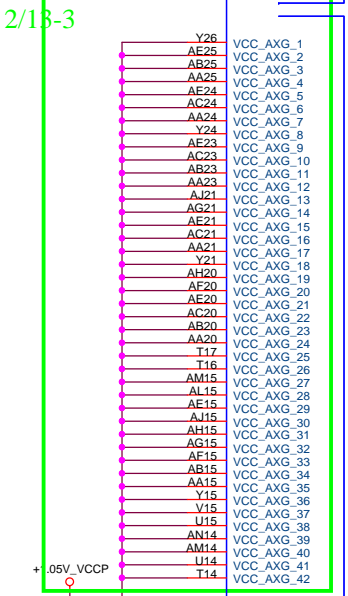 2/13-3
Y26 VCC_AXG_1
AE25 VCC_AXG_2
AB25 VCC_AXG_3
AA25 VCC_AXG_4
AE24 VCC_AXG_5
AC24 VCC_AXG_6
AA24 VCC_AXG_7
Y24 VCC_AXG_8
AE23 VCC_AXG_9
AC23 VCC_AXG_10
AB23 VCC_AXG_11
AA23 VCC_AXG_12
AJ21 VCC_AXG_13
AG21 VCC_AXG_14
AE21 VCC_AXG_15
AC21 VCC_AXG_16
AA21 VCC_AXG_17
Y21 VCC_AXG_18
AH20 VCC_AXG_19
AF20 VCC_AXG_20
AE20 VCC_AXG_21
AC20 VCC_AXG_22
AB20 VCC_AXG_23
AA20 VCC_AXG_24
T17 VCC_AXG_25
T16 VCC_AXG_26
AM15 VCC_AXG_27
AL15 VCC_AXG_28
AE15 VCC_AXG_29
AJ15 VCC_AXG_30
AH15 VCC_AXG_31
AG15 VCC_AXG_32
AF15 VCC_AXG_33
AB15 VCC_AXG_34
AA15 VCC_AXG_35
Y15 VCC_AXG_36
V15 VCC_AXG_37
U15 VCC_AXG_38
AN14 VCC_AXG_39
AM14 VCC_AXG_40
U14 VCC_AXG_41
T14 VCC_AXG_42
+1.05V_VCCP